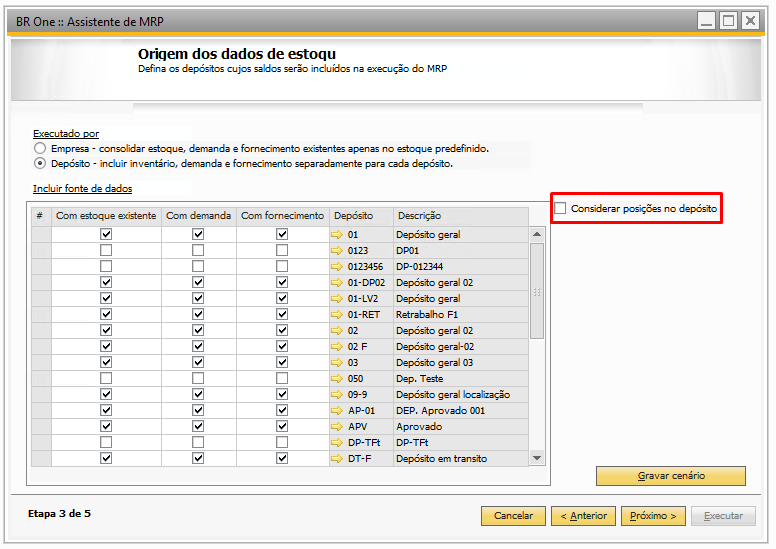 BR One :: Assistente de MRP
Origem dos dados de estoqu
Defina os depósitos cujos saldos serão incluídos na execução do MRP
Executado por
Empresa - consolidar estoque, demanda e fornecimento existentes apenas no estoque predefinido.
Depósito - incluir inventário, demanda e fornecimento separadamente para cada depósito.
Incluir fonte de dados
# Com estoque existente Com demanda Com fornecimento Depósito Descrição
01 Depósito geral
0123 DP01
0123456 DP-012344
01-DP02 Depósito geral 02
01-LV2 Depósito geral
01-RET Retrabalho F1
02 Depósito geral 02
02 F Depósito geral-02
03 Depósito geral 03
050 Dep. Teste
09-9 Depósito geral localização
AP-01 DEP. Aprovado 001
APV Aprovado
DP-TFt DP-TFt
DT-F Depósito em transito
Considerar posições no depósito
Gravar cenário
Etapa 3 de 5
Cancelar < Anterior Próximo > Executar